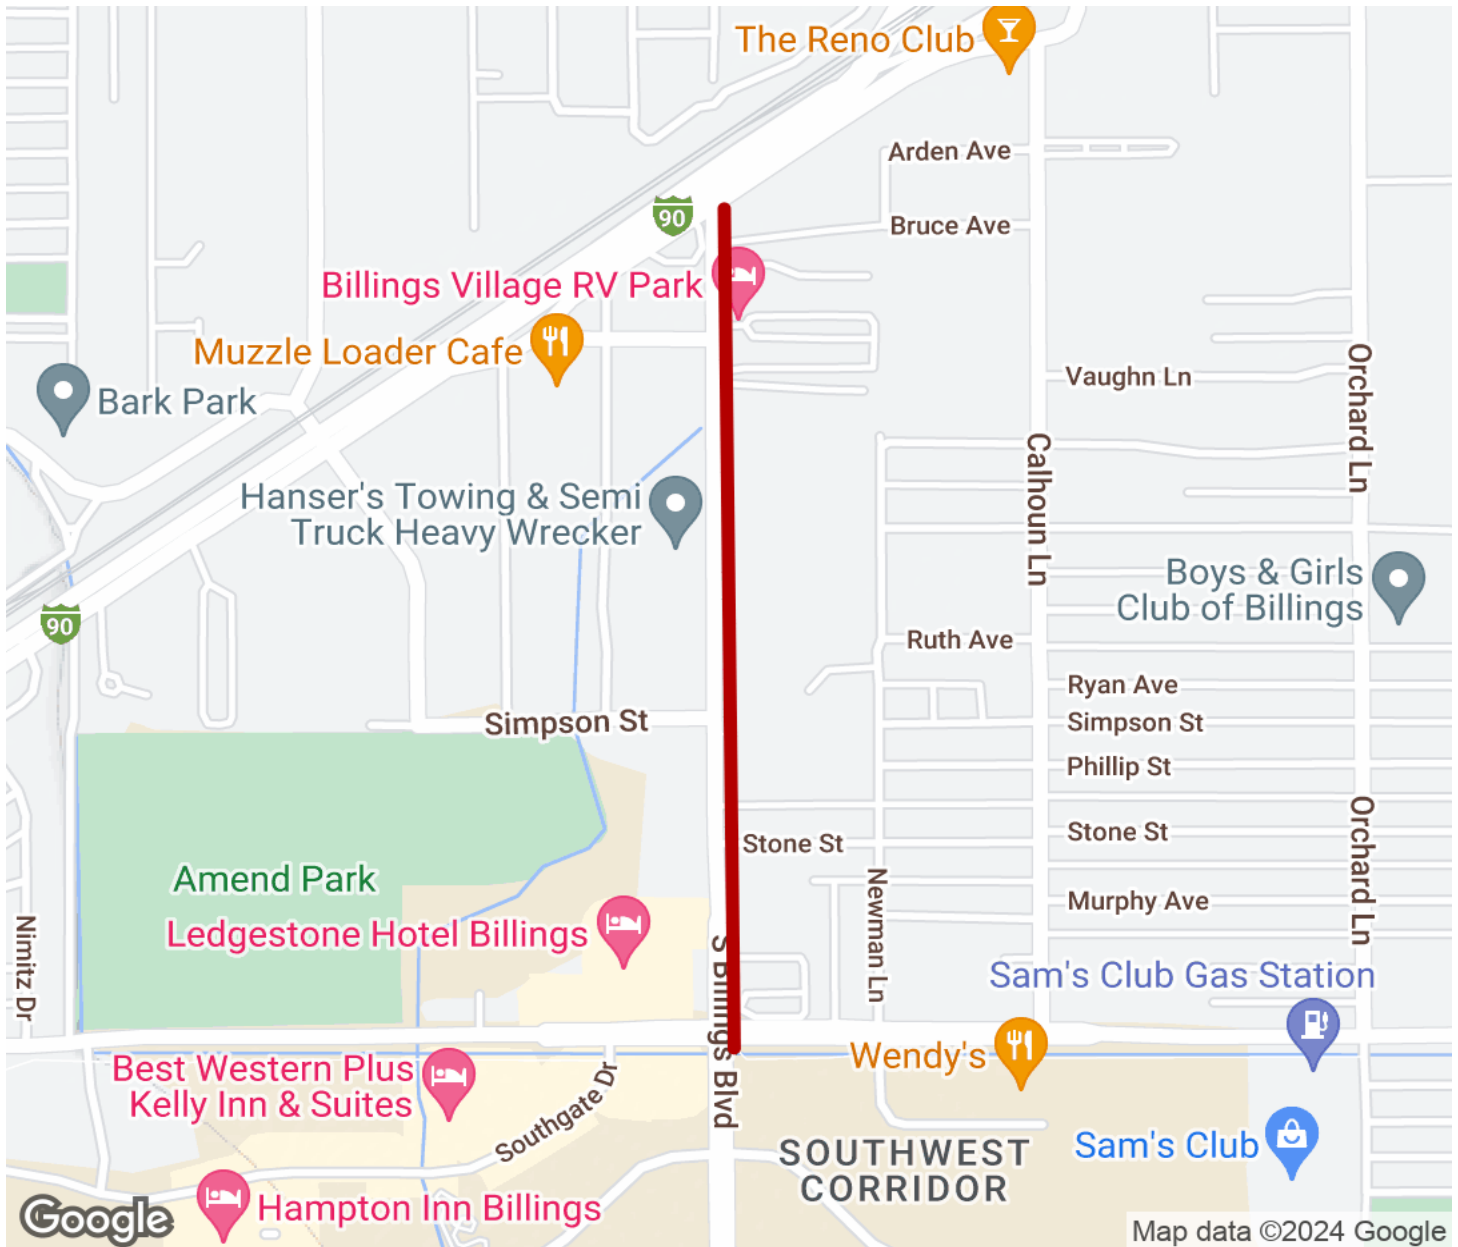 The Reno Club
Arden Ave
90
Bruce Ave
Billings Village RV Park
Muzzle Loader Cafe
Orchard Ln
Vaughn Ln
Bark Park
Calhoun Ln
Hanser's Towing & Semi
Truck Heavy Wrecker
Boys & Girls
Club of Billings
90
Ruth Ave
Ryan Ave
Simpson St
Simpson St
Phillip St
Orchard Ln
Stone St
Stone St
Amend Park
Newman Ln
Murphy Ave
Nimitz Dr
Ledgestone Hotel Billings
S Billings Blvd
Sam's Club Gas Station
Wendy's
Best Western Plus
Kelly Inn & Suites
Southgate Dr
SOUTHWEST
CORRIDOR
Sam's Club
Hampton Inn Billings
Google
Map data ©2024 Google